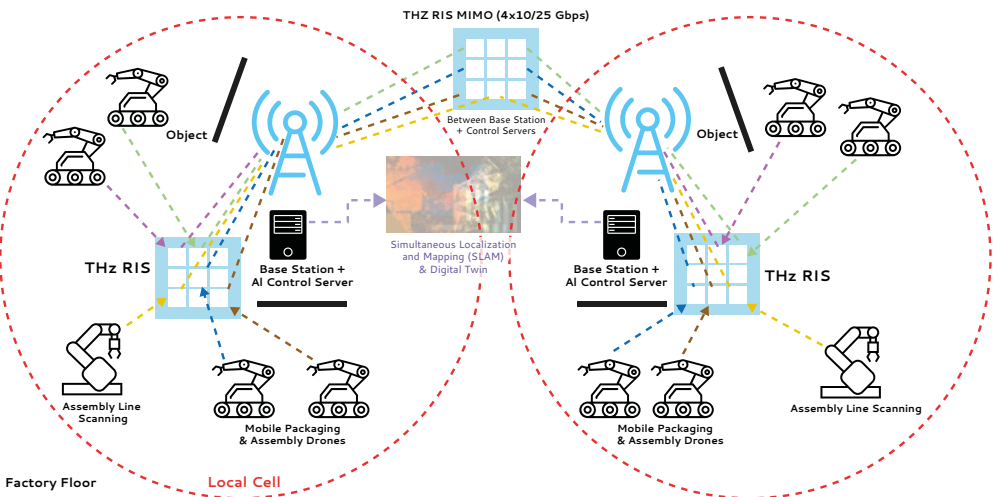 THZ RIS MIMO (4x10/25 Gbps)
Between Base Station
+ Control Servers
Object
Object
Simultaneous Localization
and Mapping (SLAM)
& Digital Twin
THz RIS
Base Station +
AI Control Server
Base Station +
AI Control Server
THz RIS
Assembly Line
Scanning
Mobile Packaging
& Assembly Drones
Mobile Packaging
& Assembly Drones
Assembly Line Scanning
Factory Floor
Local Cell